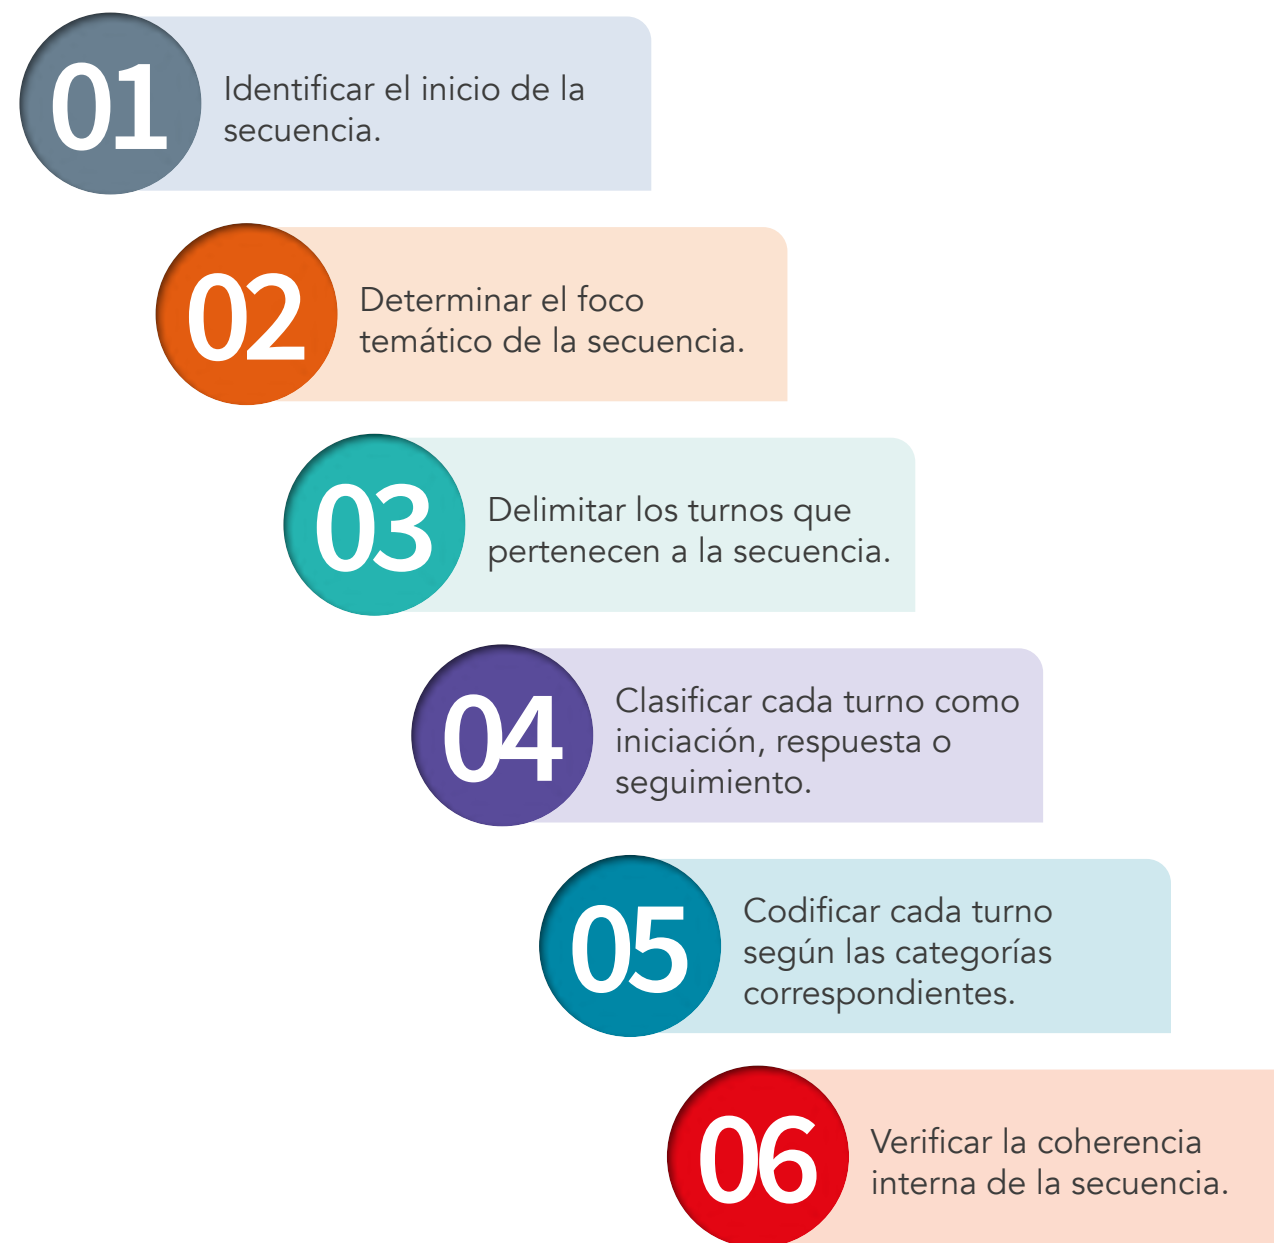 01
Identificar el inicio de la
secuencia.
02
Determinar el foco
temático de la secuencia.
03
Delimitar los turnos que
pertenecen a la secuencia.
04
Clasificar cada turno como
iniciación, respuesta o
seguimiento.
05
Codificar cada turno
según las categorías
correspondientes.
06
Verificar la coherencia
interna de la secuencia.